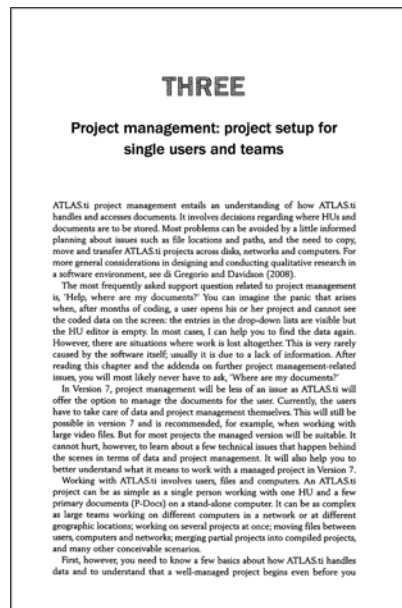 THREE
Project management: project setup for
single users and teams
ATLAS.ti project management entails an understanding of how ATLAS.ti
handles and accesses documents. It involves decisions regarding where HUs and
documents are to be stored. Most problems can be avoided by a little informed
planning about issues such as file locations and paths, and the need to copy,
move and transfer ATLAS.ti projects across disks, networks and computers. For
more general considerations in designing and conducting qualitative research in
a software environment, see di Gregorio and Davidson (2008).
The most frequently asked support question related to project management
is, 'Help, where are my documents?' You can imagine the panic that arises
when, after months of coding, a user opens his or her project and cannot see
the coded data on the screen: the entries in the drop-down lists are visible but
the HU editor is empty. In most cases, I can help you to find the data again.
However, there are situations where work is lost altogether. This is very rarely
caused by the software itself; usually it is due to a lack of information. After
reading this chapter and the addenda on further project management-related
issues, you will most likely never have to ask, 'Where are my documents?'
In Version 7, project management will be less of an issue as ATLAS.ti will
offer the option to manage the documents for the user. Currently, the users
have to take care of data and project management themselves. This will still be
possible in version 7 and is recommended, for example, when working with
large video files. But for most projects the managed version will be suitable. It
cannot hurt, however, to learn about a few technical issues that happen behind
the scenes in terms of data and project management. It will also help you to
better understand what it means to work with a managed project in Version 7.
Working with ATLAS.ti involves users, files and computers. An ATLAS.ti
project can be as simple as a single person working with one HU and a few
primary documents (P-Docs) on a stand-alone computer. It can be as complex
as large teams working on different computers in a network or at different
geographic locations; working on several projects at once; moving files between
users, computers and networks; merging partial projects into compiled projects,
and many other conceivable scenarios.
First, however, you need to know a few basics about how ATLAS.ti handles
data and to understand that a well-managed project begins even before you